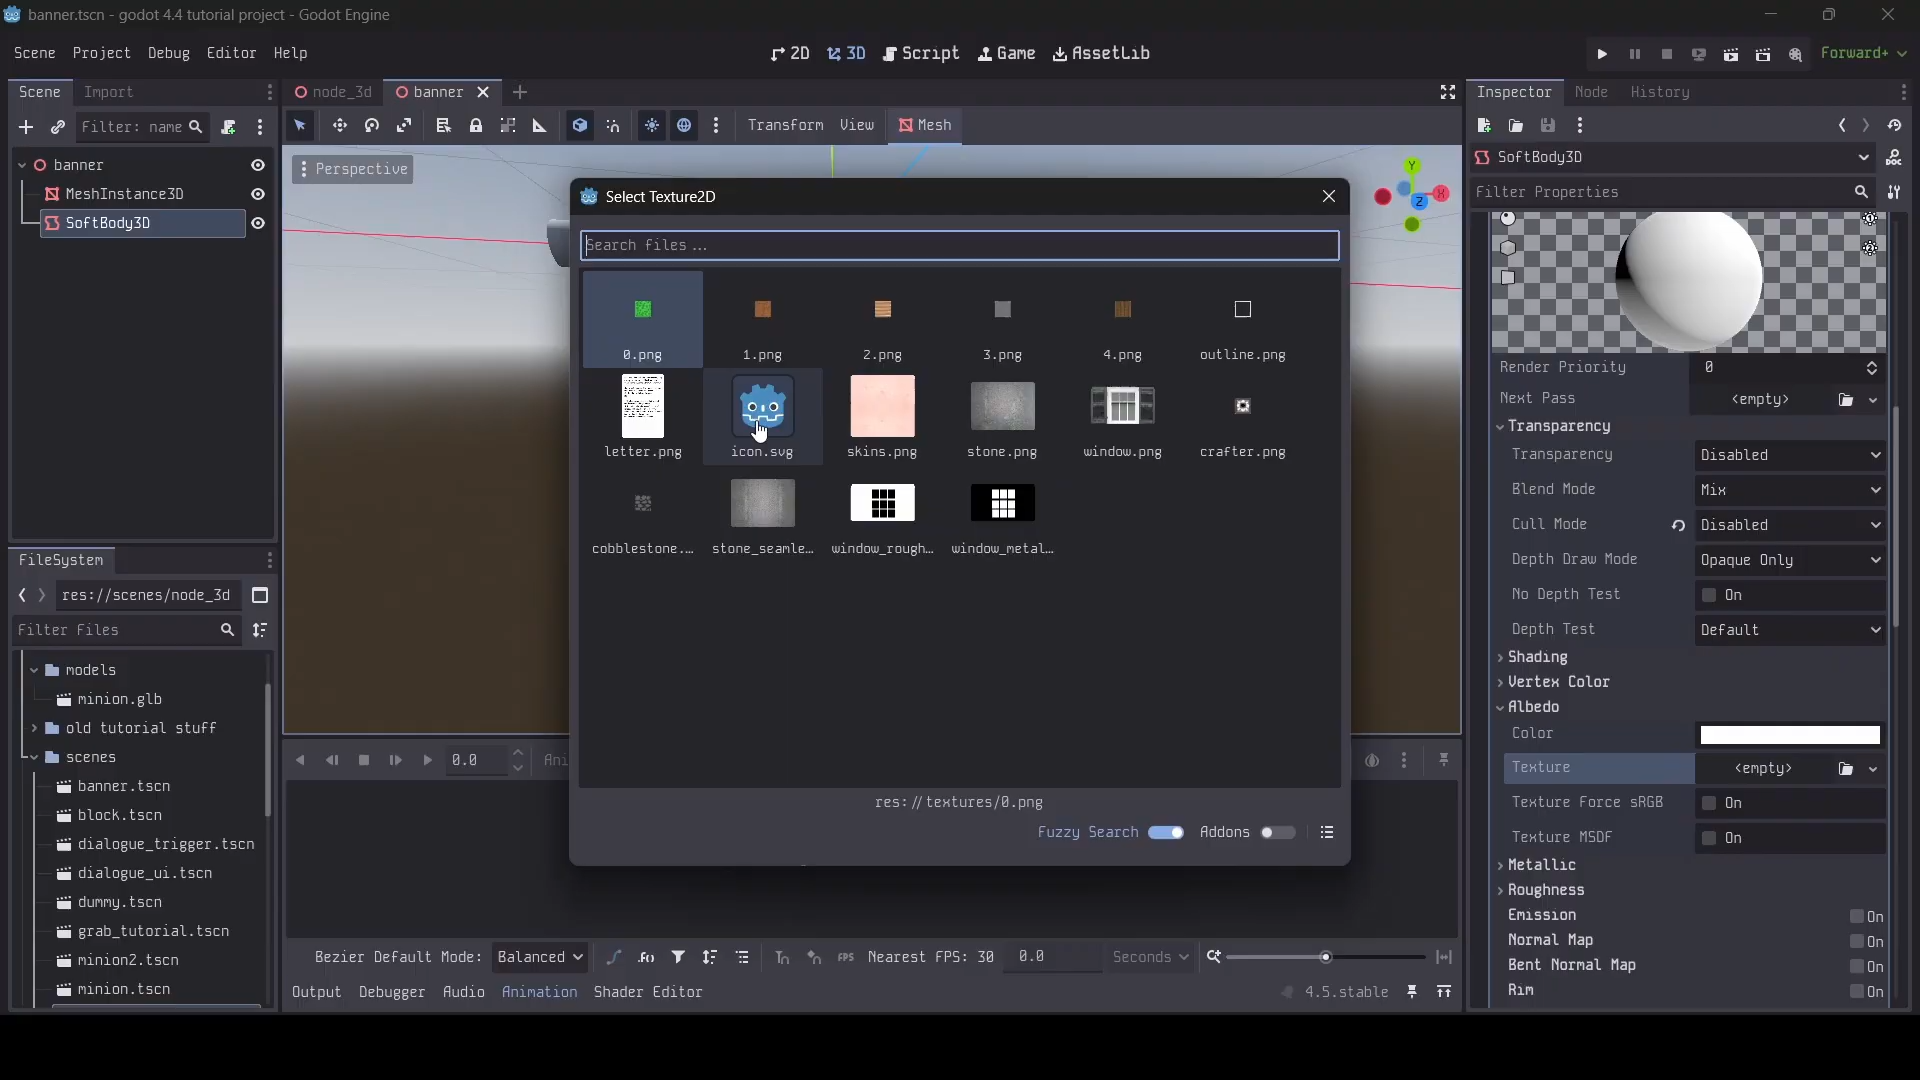 banner.tscn - godot 4.4 tutorial project - Godot Engine
Scene Project Debug Editor Help
2D 3D Script Game AssetLib
Forward+
Scene Import
node_3d banner
Inspector Node History
Filter: name
Transform View Mesh
SoftBody3D
Filter Properties
banner
MeshInstance3D
SoftBody3D
Perspective
Y
X
Z
Select Texture2D
Search files ...
0.png 1.png 2.png 3.png 4.png outline.png
letter.png icon.svg skins.png stone.png window.png crafter.png
cobblestone.... stone_seamle... window_rough... window_metal...
res://textures/0.png
Fuzzy Search Addons
Render Priority 0
Next Pass <empty>
Transparency
Transparency Disabled
Blend Mode Mix
Cull Mode Disabled
Depth Draw Mode Opaque Only
No Depth Test On
Depth Test Default
Shading
Vertex Color
Albedo
Color
Texture <empty>
Texture Force sRGB On
Texture MSDF On
Metallic
Roughness
Emission On
Normal Map On
Bent Normal Map On
Rim On
FileSystem
res://scenes/node_3d
Filter Files
models
minion.glb
old tutorial stuff
scenes
banner.tscn
block.tscn
dialogue_trigger.tscn
dialogue_ui.tscn
dummy.tscn
grab_tutorial.tscn
minion2.tscn
minion.tscn
0.0 Ani
Bezier Default Mode: Balanced Nearest FPS: 30 0.0 Seconds
Output Debugger Audio Animation Shader Editor
4.5.stable